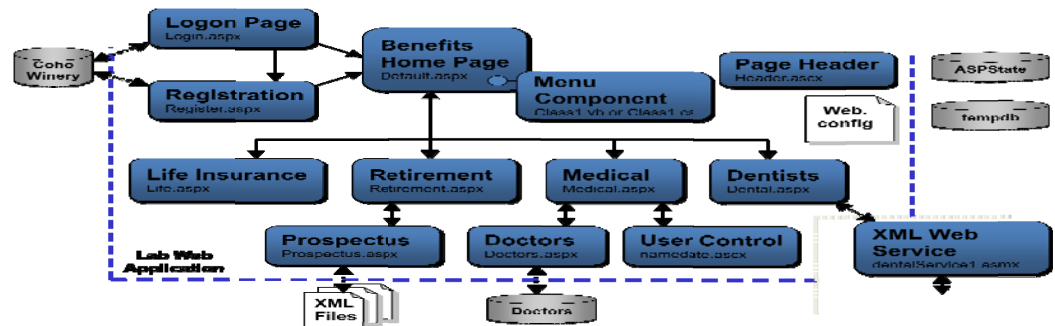 Logon Page
Login.aspx
Coho
Winery
Registration
Register.aspx
Benefits
Home Page
Default.aspx
Menu
Component
Class1.vb or Class1.cs
Page Header
Header.ascx
Web.
config
ASPState
tempdb
Life Insurance
Life.aspx
Retirement
Retirement.aspx
Medical
Medical.aspx
Dentists
Dental.aspx
Prospectus
Prospectus.aspx
Doctors
Doctors.aspx
User Control
namedate.ascx
XML Web
Service
dentalService1.asmx
Lab Web
Application
XML
Files
Doctors